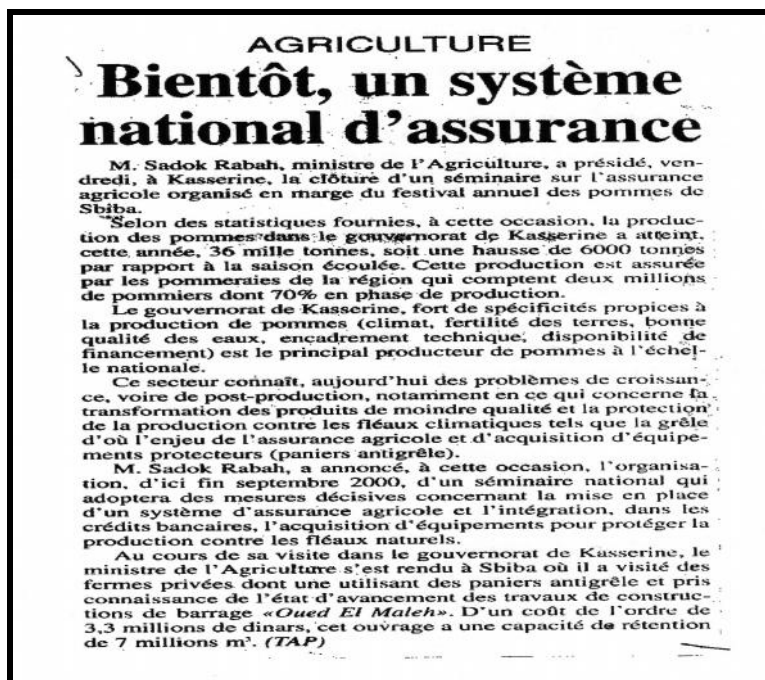 AGRICULTURE
Bientôt, un système
national d'assurance
M. Sadok Rabah, ministre de l'Agriculture, a présidé, ven-
dredi, à Kasserine, la clôture d'un séminaire sur l'assurance
agricole organisé en marge du festival annuel des pommes de
Sbiba.
Selon des statistiques fournies, à cette occasion, la produc-
tion des pommes dans le gouvernorat de Kasserine a atteint,
cette année, 36 mille tonnes, soit une hausse de 6000 tonnes
par rapport à la saison écoulée. Cette production est assurée
par les pommeraies de la région qui comptent deux millions
de pommiers dont 70% en phase de production.
Le gouvernorat de Kasserine, fort de spécificités propices à
la production de pommes (climat, fertilité des terres, bonne
qualité des eaux, encadrement technique, disponibilité de
financement) est le principal producteur de pommes à l'échel-
le nationale.
Ce secteur connaît, aujourd'hui des problèmes de croissan-
ce, voire de post-production, notamment en ce qui concerne la
transformation des produits de moindre qualité et la protection
de la production contre les fléaux climatiques tels que la grêle
d'où l'enjeu de l'assurance agricole et d'acquisition d'équipe-
ments protecteurs (paniers antigrêle).
M. Sadok Rabah, a annoncé, à cette occasion, l'organisa-
tion, d'ici fin septembre 2000, d'un séminaire national qui
adoptera des mesures décisives concernant la mise en place
d'un système d'assurance agricole et l'intégration, dans les
crédits bancaires, l'acquisition d'équipements pour protéger la
production contre les fléaux naturels.
Au cours de sa visite dans le gouvernorat de Kasserine, le
ministre de l'Agriculture s'est rendu à Sbiba où il a visité des
fermes privées dont une utilisant des paniers antigrêle et pris
connaissance de l'état d'avancement des travaux de construc-
tions de barrage «Oued El Maleh». D'un coût de l'ordre de
3,3 millions de dinars, cet ouvrage a une capacité de rétention
de 7 millions m³. (TAP)